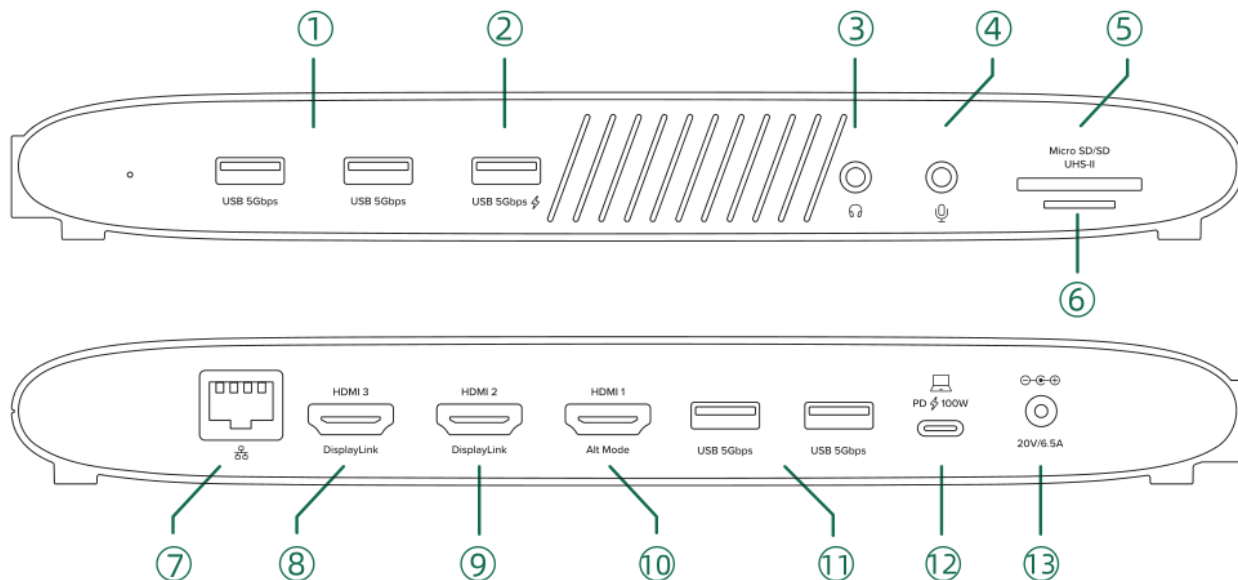 ① ② ③ ④ ⑤
Micro SD/SD
UHS-II
USB 5Gbps USB 5Gbps USB 5Gbps
⑥
HDMI 3 HDMI 2 HDMI 1
PD 100W
DisplayLink DisplayLink Alt Mode USB 5Gbps USB 5Gbps 20V/6.5A
⑦ ⑧ ⑨ ⑩ ⑪ ⑫ ⑬